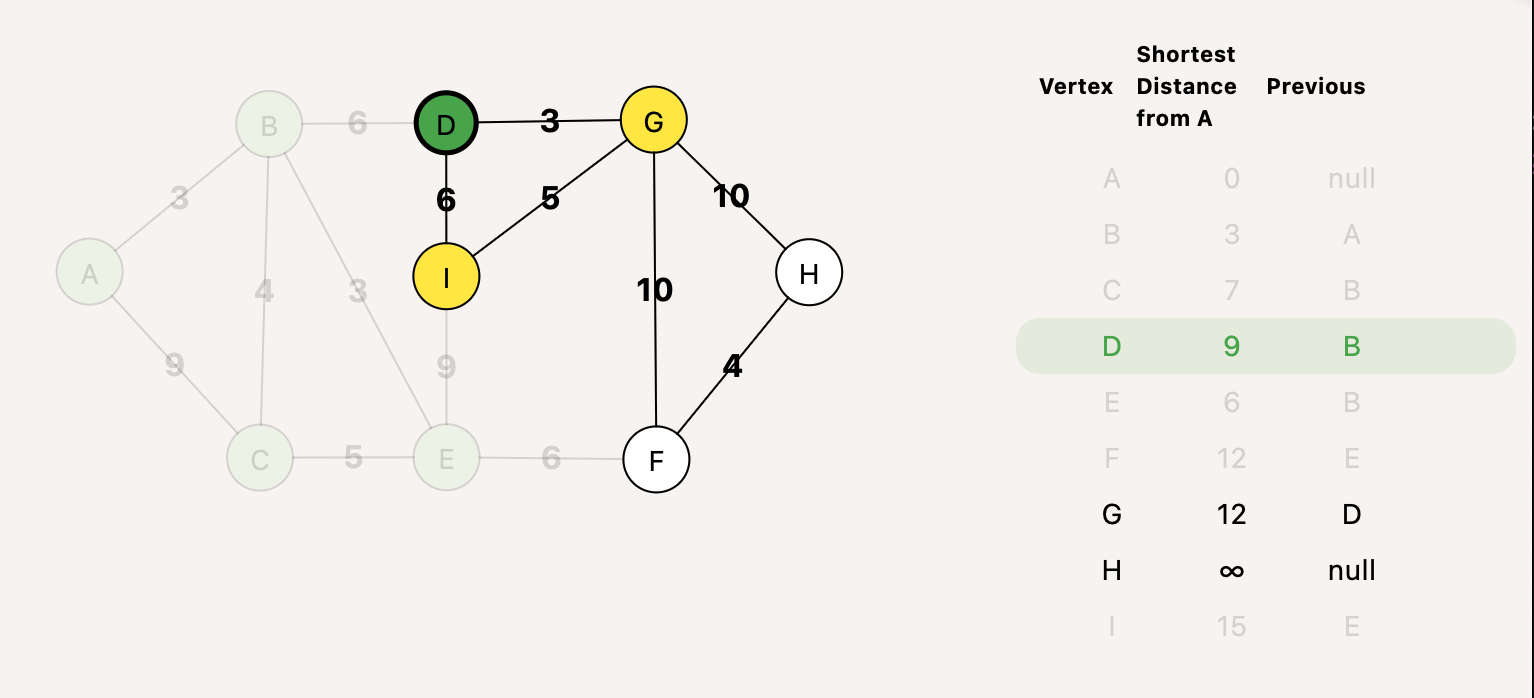 Shortest
Vertex Distance Previous
from A
B 6 D 3 G
3 6 5 10
A I H
4 3 10
9 9 4
C 5 E 6 F
A 0 null
B 3 A
C 7 B
D 9 B
E 6 B
F 12 E
G 12 D
H ∞ null
I 15 E